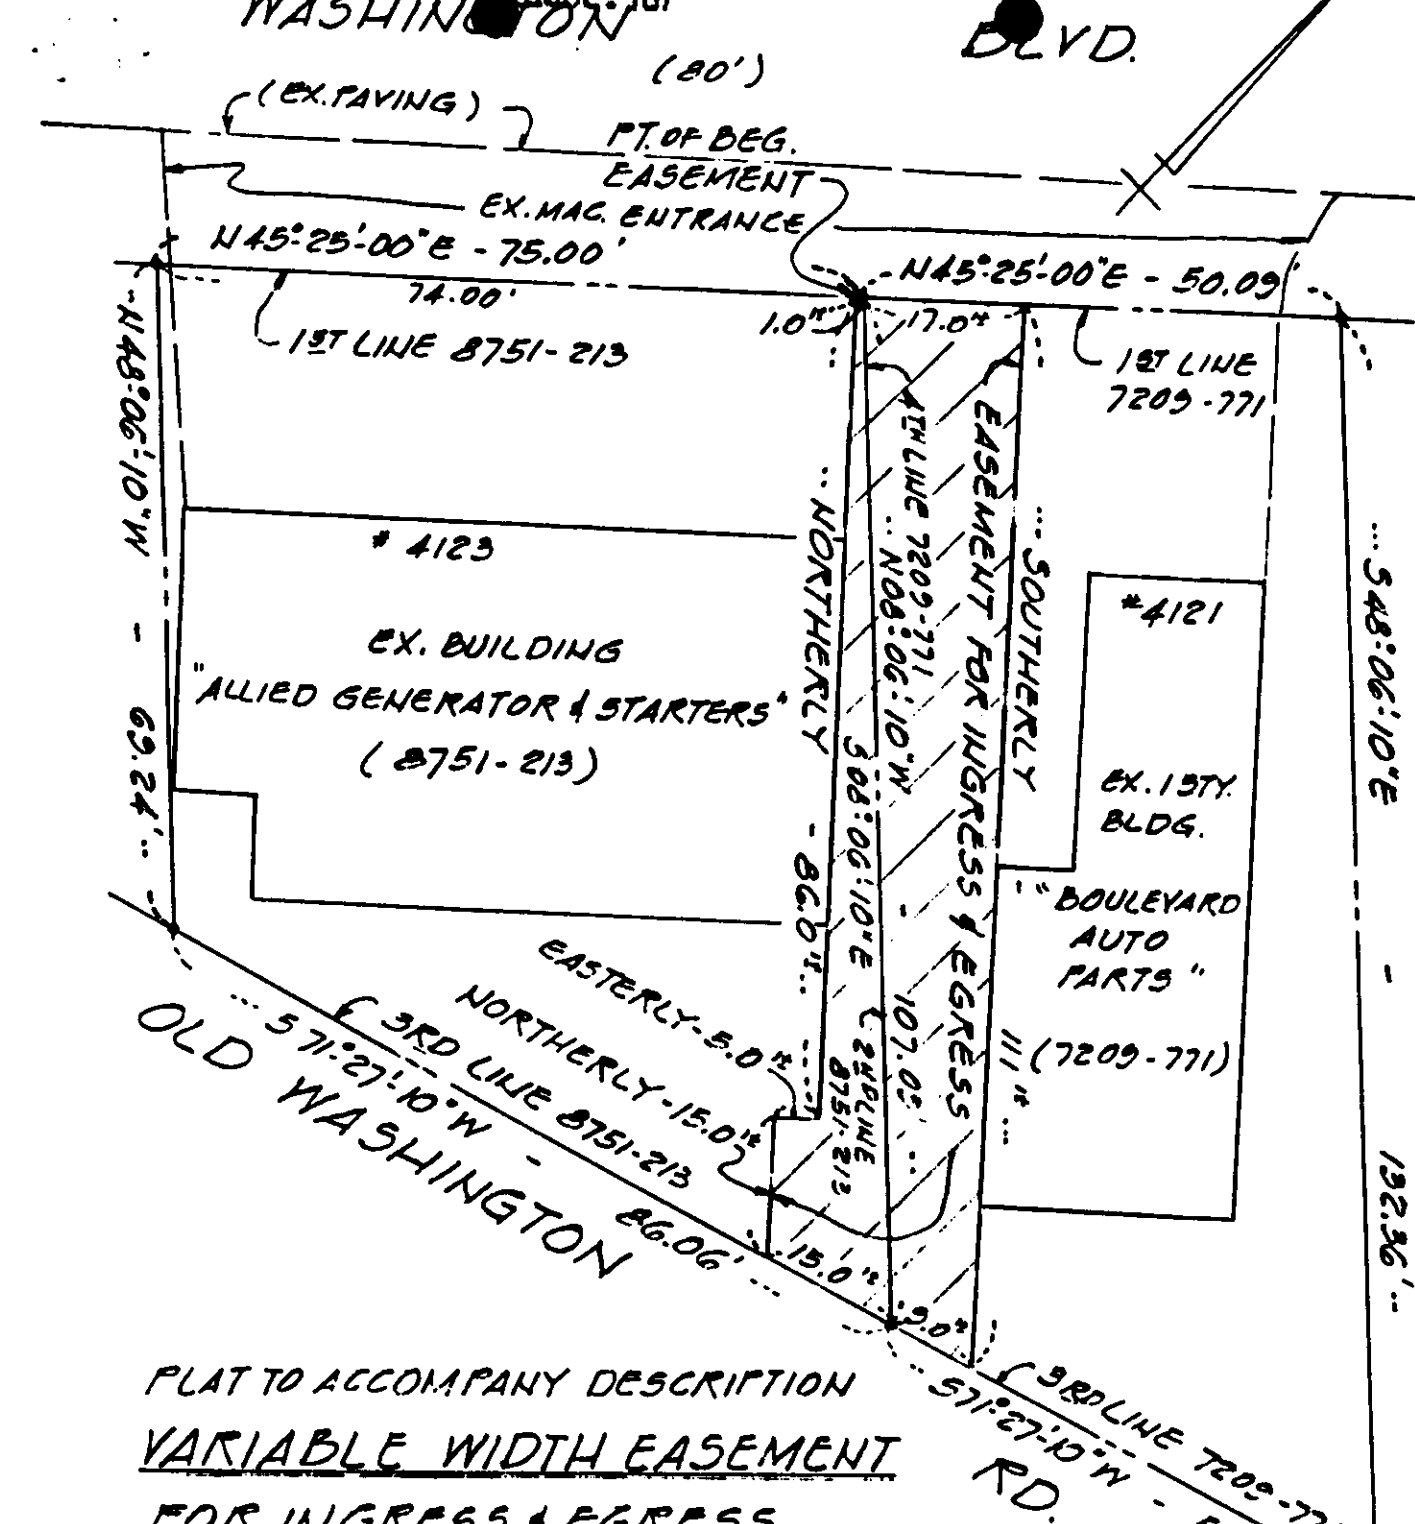 WASHINGTON BLVD.
(80')
(EX. PAVING)
PT. OF BEG.
EASEMENT
EX. MAC. ENTRANCE
N45°-25'-00"E - 75.00'
74.00'
1ST LINE 8751-213
N45°-25'-00"E - 50.09'
1.0'±
17.0'±
1ST LINE
7209-771
N48°-06'-10"W - 69.24'
# 4123
EX. BUILDING
"ALLIED GENERATOR & STARTERS"
(8751-213)
... NORTHERLY - 86.0'± ...
4TH LINE 7209-771
... N08°-06'-10"W - 107.03' ...
S08°-06'-10"E
2ND LINE
8751-213
EASEMENT FOR INGRESS & EGRESS
... SOUTHERLY - 111'± ...
#4121
EX. 1 STY.
BLDG.
"BOULEVARD
AUTO
PARTS"
(7209-771)
... S48°-06'-10"E - 132.36' ...
EASTERLY - 5.0'±
NORTHERLY - 15.0'±
3RD LINE 8751-213
... S71°-27'-10"W - 86.06' ...
15.0'±
9.0'±
OLD WASHINGTON RD.
3RD LINE 7209-77
... S71°-27'-10"W -
PLAT TO ACCOMPANY DESCRIPTION
VARIABLE WIDTH EASEMENT
FOR INGRESS & EGRESS